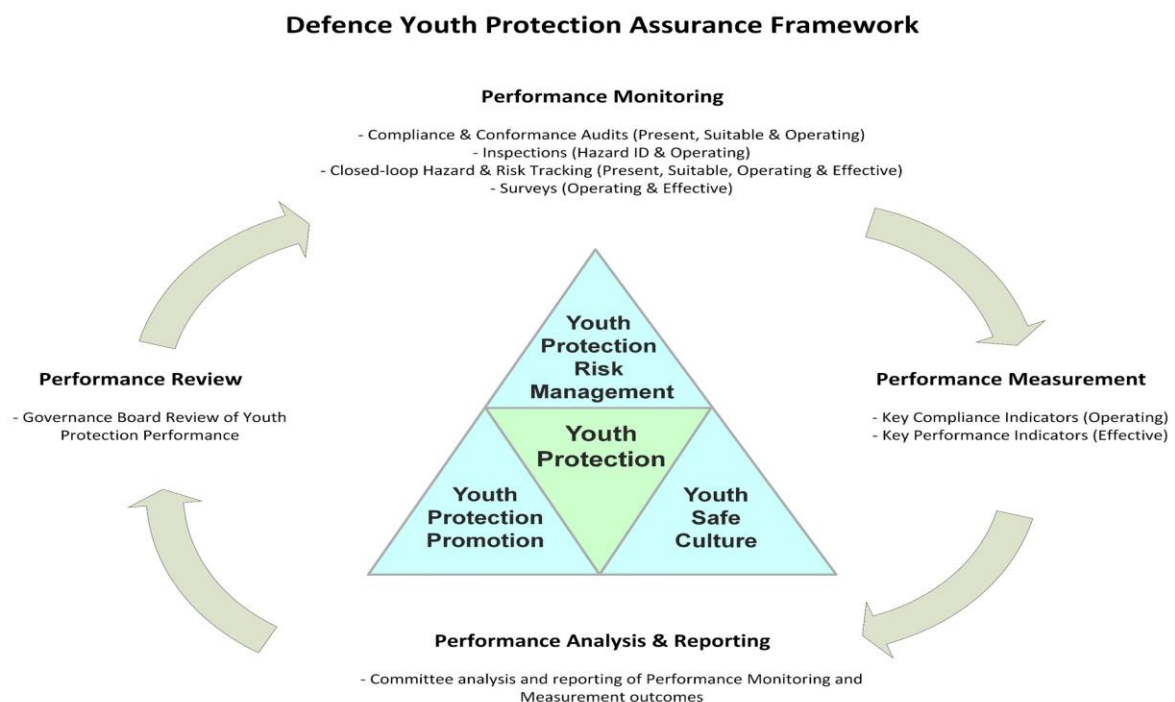 Defence Youth Protection Assurance Framework
Performance Monitoring
- Compliance & Conformance Audits (Present, Suitable & Operating)
- Inspections (Hazard ID & Operating)
- Closed-loop Hazard & Risk Tracking (Present, Suitable, Operating & Effective)
- Surveys (Operating & Effective)
Performance Review
- Governance Board Review of Youth
Protection Performance
Youth
Protection
Risk
Management
Youth
Protection
Youth
Protection
Promotion
Youth
Safe
Culture
Performance Measurement
- Key Compliance Indicators (Operating)
- Key Performance Indicators (Effective)
Performance Analysis & Reporting
- Committee analysis and reporting of Performance Monitoring and
Measurement outcomes